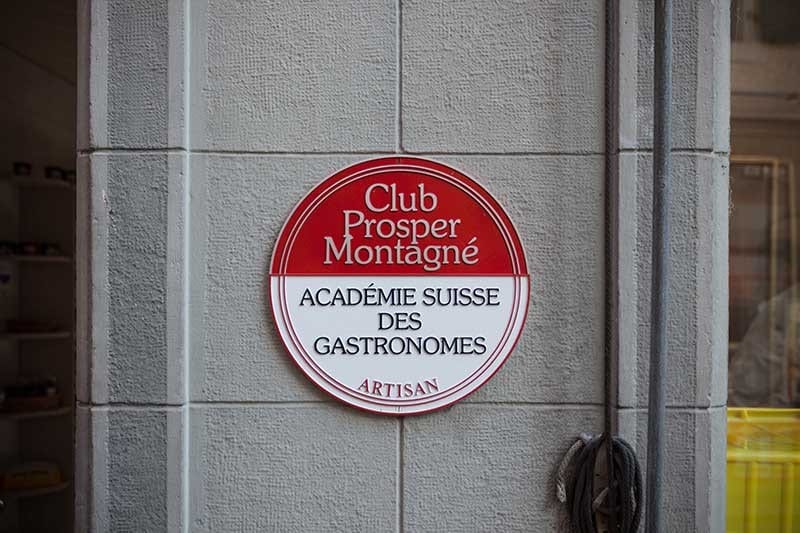 Club
Prosper
Montagné
ACADÉMIE SUISSE
DES
GASTRONOMES
ARTISAN